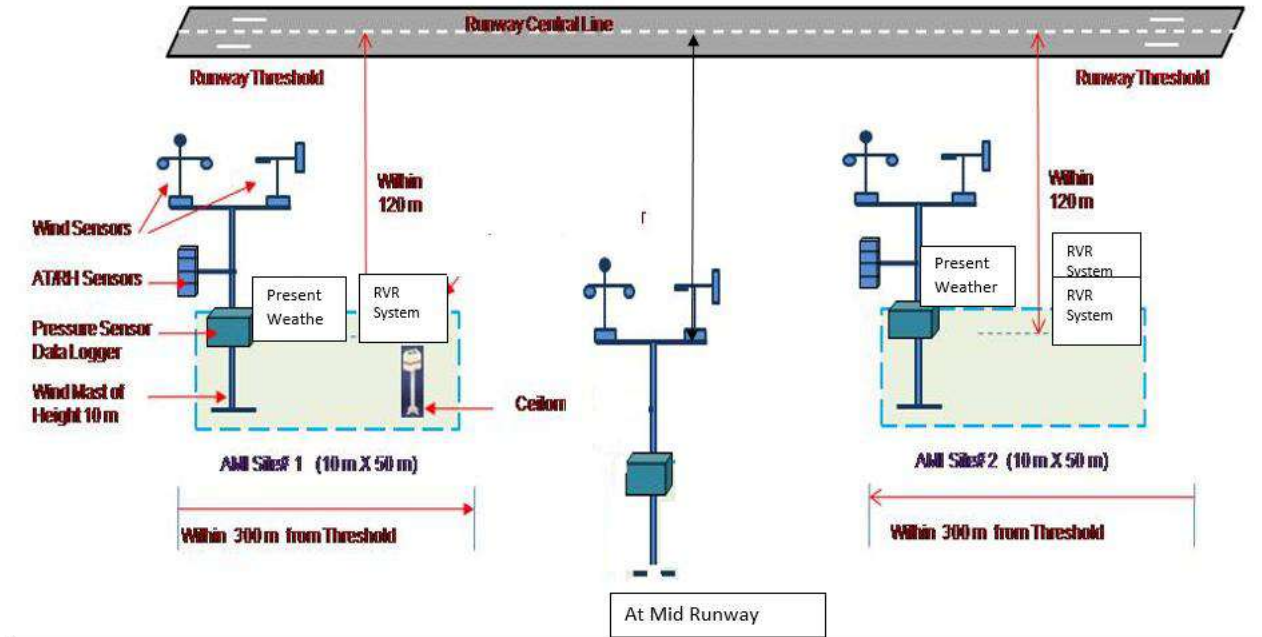 Runway Central Line
Runway Threshold
Runway Threshold
Within
120 m
Within
120 m
Wind Sensors
AT/RH Sensors
Present
Weathe
RVR
System
Pressure Sensor
Data Logger
Wind Mast of
Height 10 m
Ceilom
Present
Weather
RVR
System
RVR
System
AMI Site# 1 (10 m X 50 m)
AMI Site# 2 (10 m X 50 m)
Within 300 m from Threshold
Within 300 m from Threshold
At Mid Runway